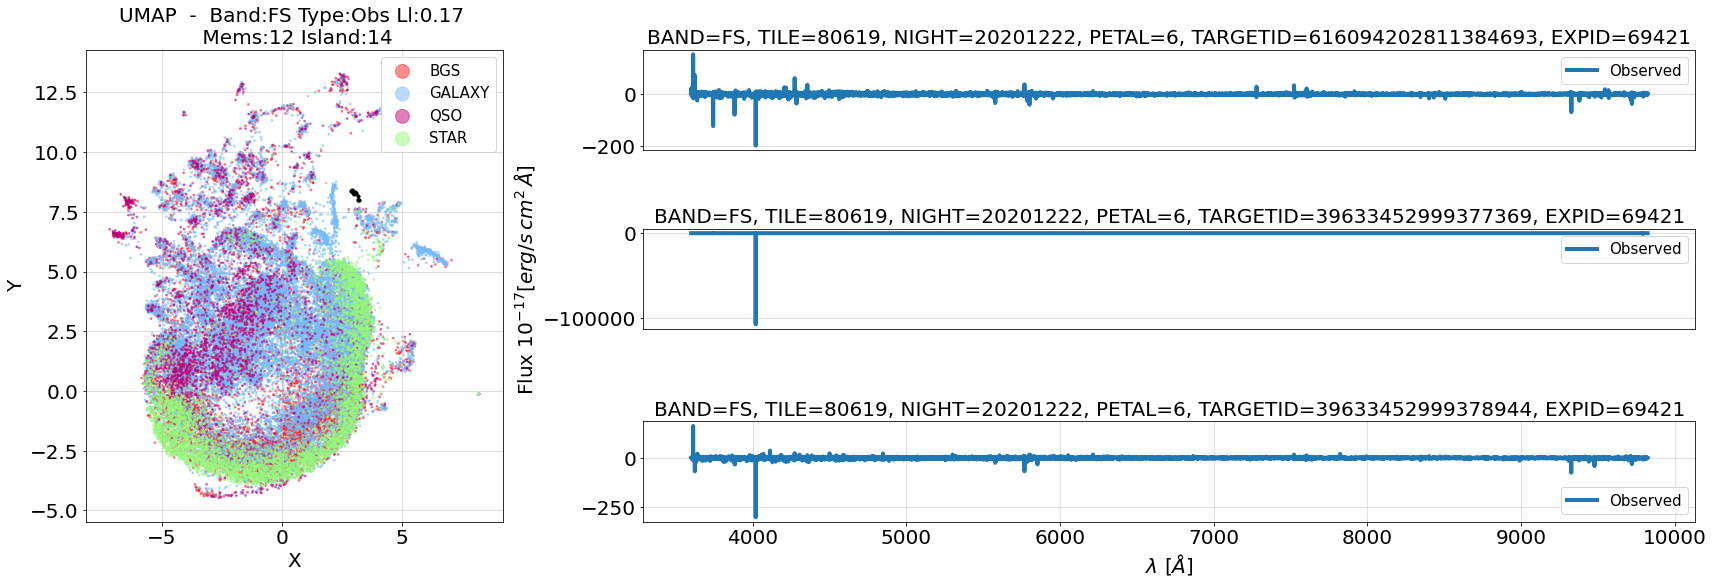 UMAP - Band:FS Type:Obs Ll:0.17
Mems:12 Island:14
BGS
GALAXY
QSO
STAR
12.5
10.0
7.5
5.0
2.5
0.0
−2.5
−5.0
Y
−5
0
5
X
Flux 10^{-17}[erg/s cm^2 Å]
BAND=FS, TILE=80619, NIGHT=20201222, PETAL=6, TARGETID=616094202811384693, EXPID=69421
Observed
0
−200
BAND=FS, TILE=80619, NIGHT=20201222, PETAL=6, TARGETID=39633452999377369, EXPID=69421
Observed
0
−100000
BAND=FS, TILE=80619, NIGHT=20201222, PETAL=6, TARGETID=39633452999378944, EXPID=69421
Observed
0
−250
4000
5000
6000
7000
8000
9000
10000
λ [Å]